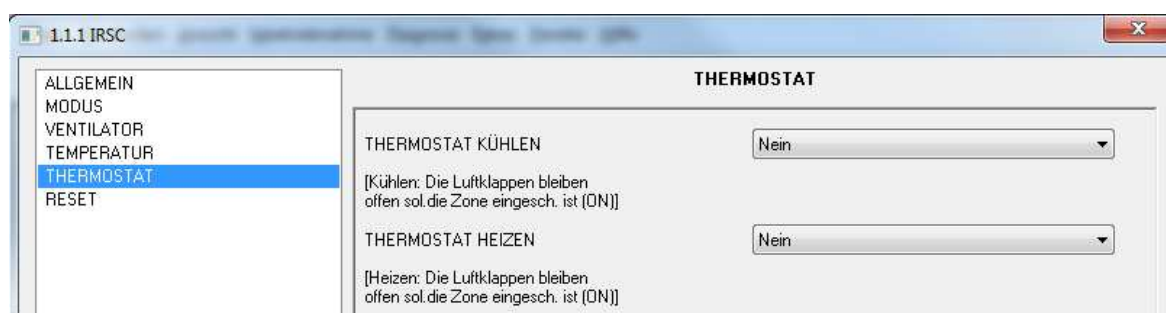 1.1.1 IRSC
ALLGEMEIN
MODUS
VENTILATOR
TEMPERATUR
THERMOSTAT
RESET
THERMOSTAT
THERMOSTAT KÜHLEN
Nein
[Kühlen: Die Luftklappen bleiben
offen sol.die Zone eingesch. ist (ON)]
THERMOSTAT HEIZEN
Nein
[Heizen: Die Luftklappen bleiben
offen sol.die Zone eingesch. ist (ON)]